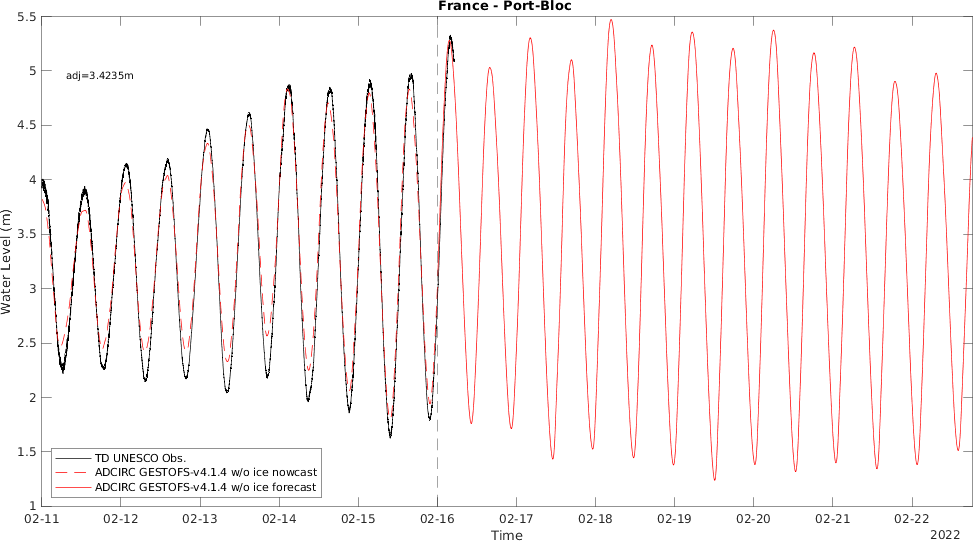 France - Port-Bloc
5.5
5
4.5
4
3.5
3
2.5
2
1.5
1
Water Level (m)
adj=3.4235m
TD UNESCO Obs.
ADCIRC GESTOFS-v4.1.4 w/o ice nowcast
ADCIRC GESTOFS-v4.1.4 w/o ice forecast
02-11 02-12 02-13 02-14 02-15 02-16 02-17 02-18 02-19 02-20 02-21 02-22
Time
2022